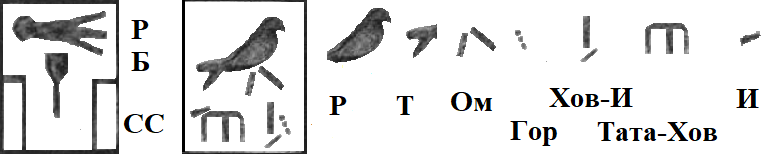 Р
Б
СС
Р Т Ом Гор Хов-И Тата-Хов И